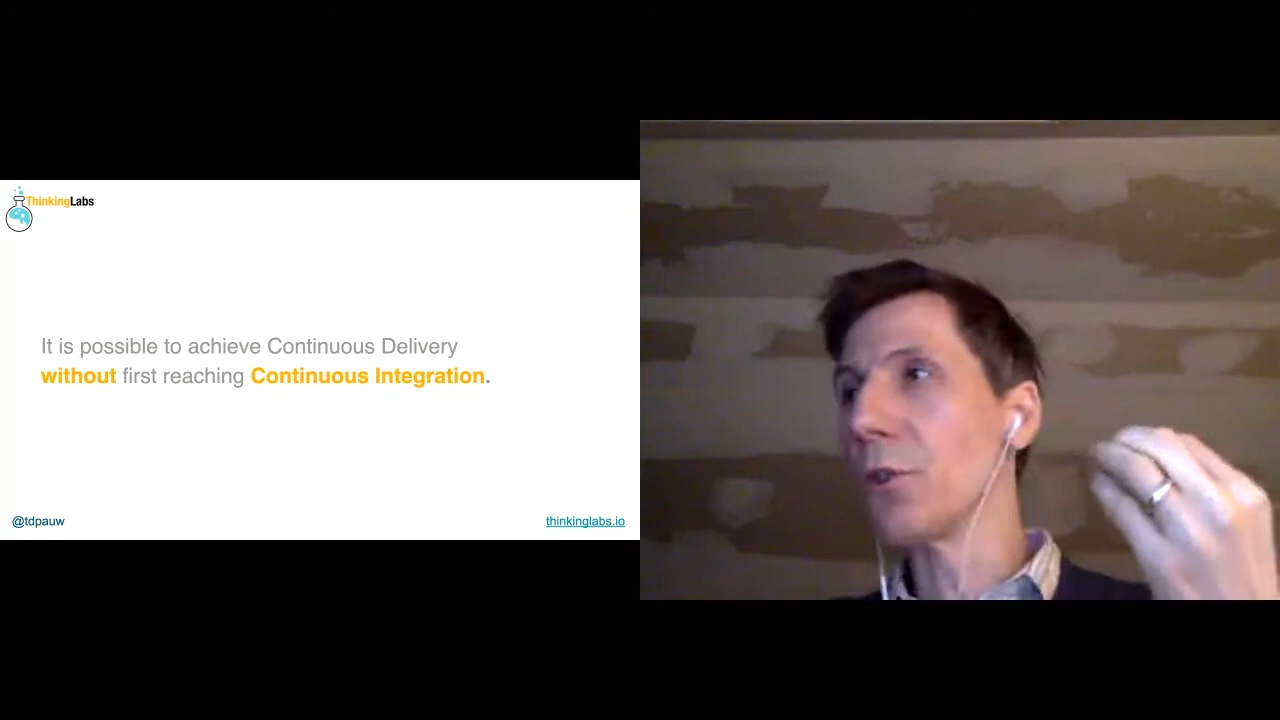 ThinkingLabs
It is possible to achieve Continuous Delivery
without first reaching Continuous Integration.
@tdpauw
thinkinglabs.io